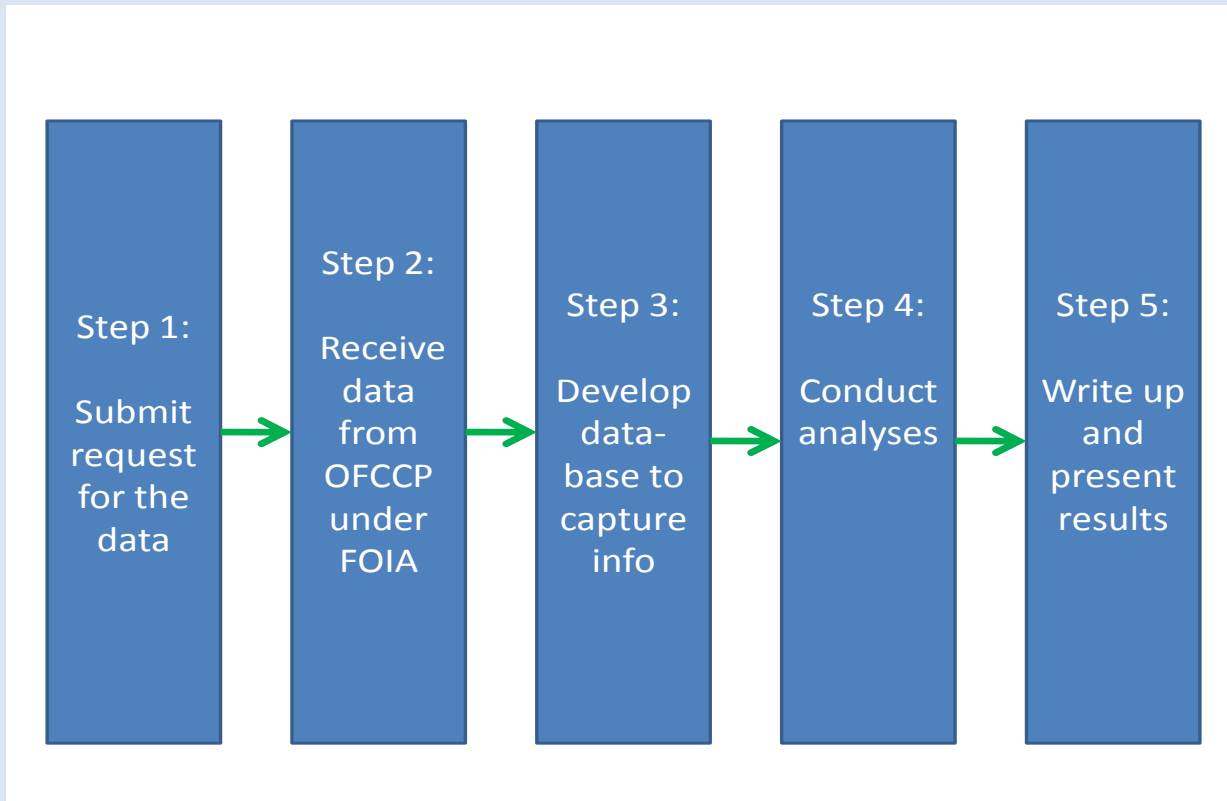 Step 1:
Submit
request
for the
data
Step 2:
Receive
data
from
OFCCP
under
FOIA
Step 3:
Develop
data-
base to
capture
info
Step 4:
Conduct
analyses
Step 5:
Write up
and
present
results